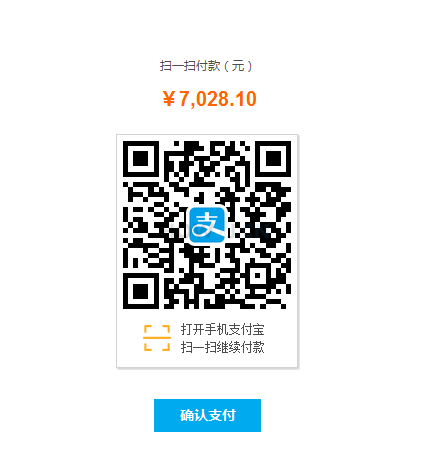 扫一扫付款（元）
￥7,028.10
支
打开手机支付宝
扫一扫继续付款
确认支付